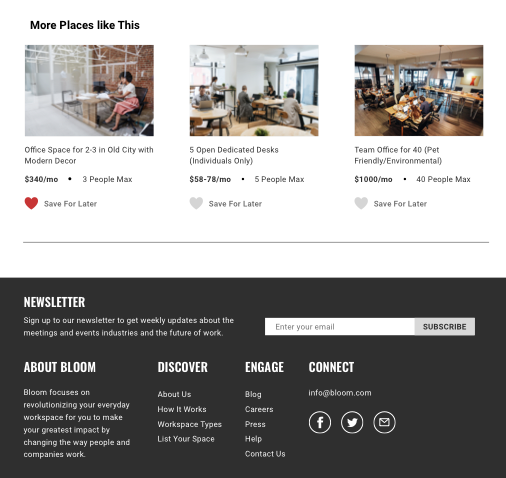 More Places like This
Office Space for 2-3 in Old City with
Modern Decor
$340/mo • 3 People Max
Save For Later
5 Open Dedicated Desks
(Individuals Only)
$58-78/mo • 5 People Max
Save For Later
Team Office for 40 (Pet
Friendly/Environmental)
$1000/mo • 40 People Max
Save For Later
NEWSLETTER
Sign up to our newsletter to get weekly updates about the
meetings and events industries and the future of work.
Enter your email
SUBSCRIBE
ABOUT BLOOM
Bloom focuses on
revolutionizing your everyday
workspace for you to make
your greatest impact by
changing the way people and
companies work.
DISCOVER
About Us
How It Works
Workspace Types
List Your Space
ENGAGE
Blog
Careers
Press
Help
Contact Us
CONNECT
info@bloom.com